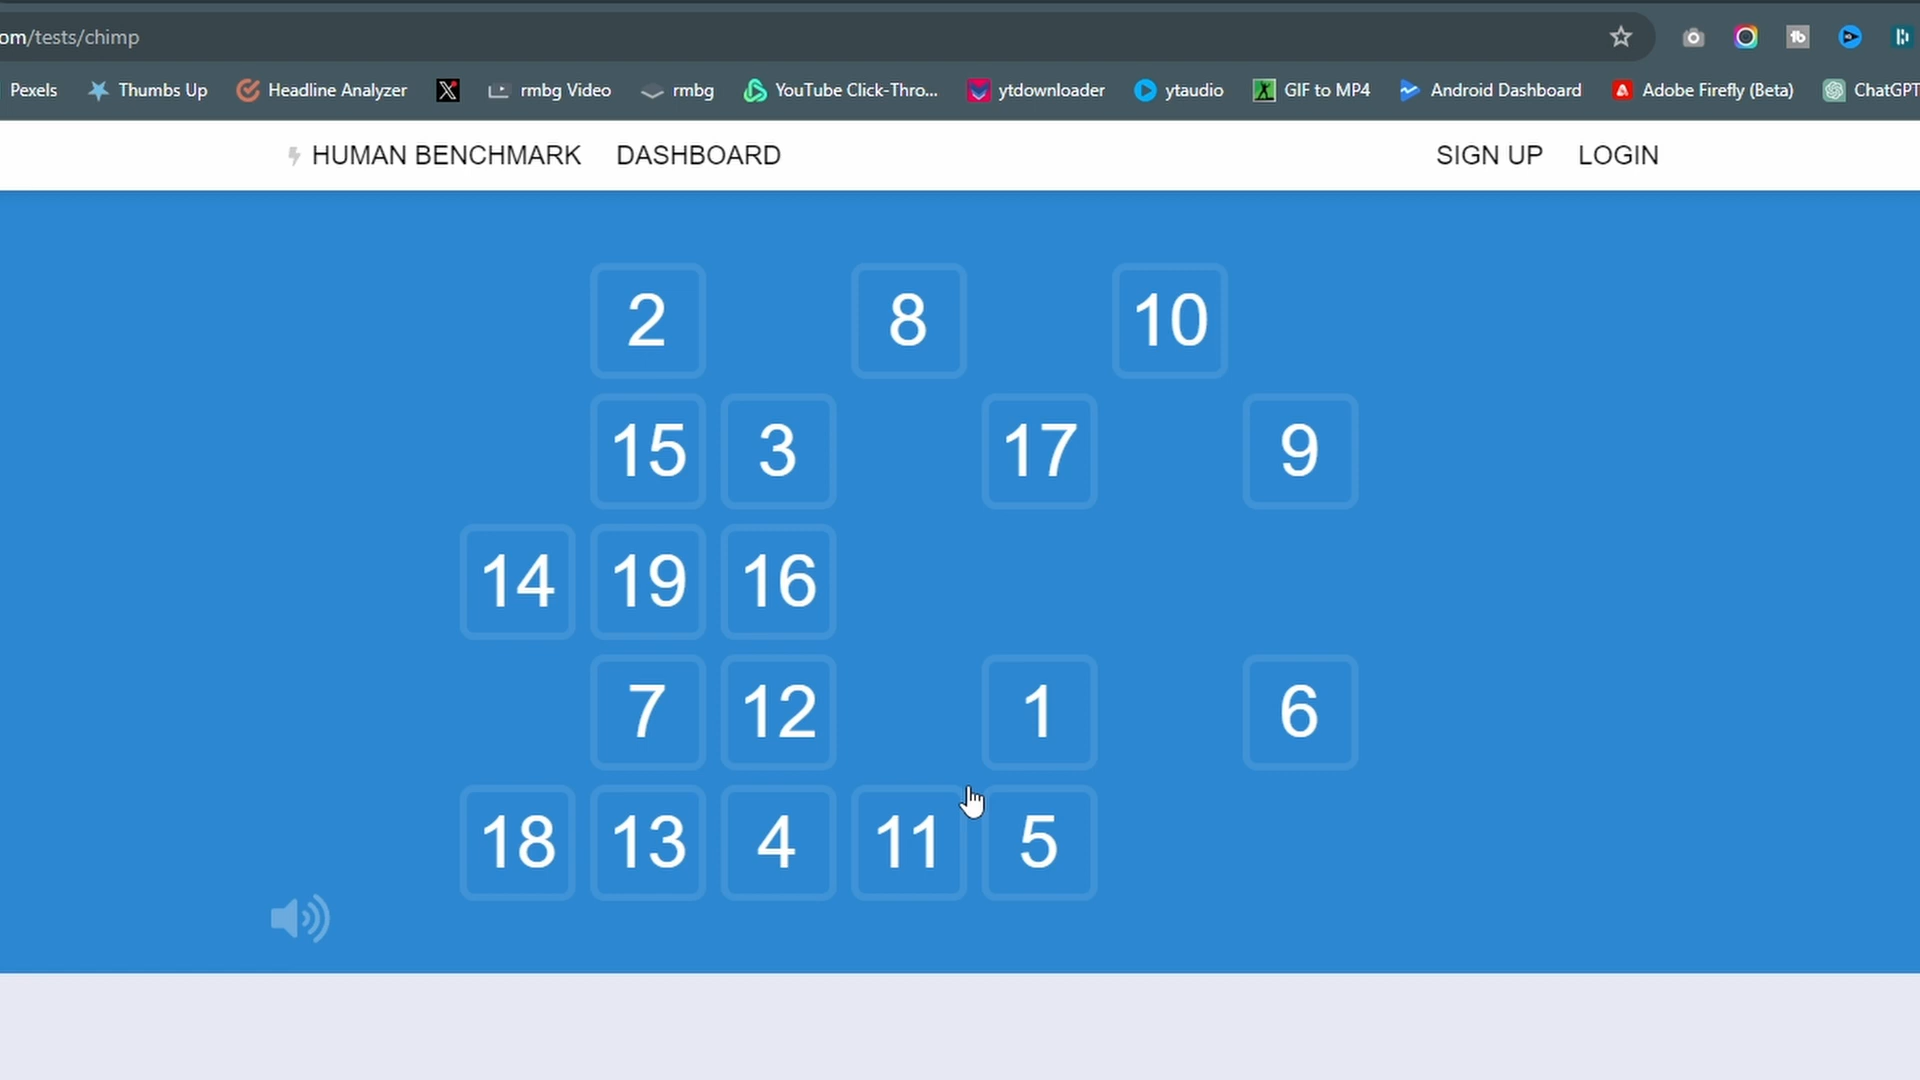 om/tests/chimp
Pexels Thumbs Up Headline Analyzer rmbg Video rmbg YouTube Click-Thro... ytdownloader ytaudio GIF to MP4 Android Dashboard Adobe Firefly (Beta) ChatGPT
HUMAN BENCHMARK DASHBOARD SIGN UP LOGIN
2 8 10
15 3 17 9
14 19 16
7 12 1 6
18 13 4 11 5